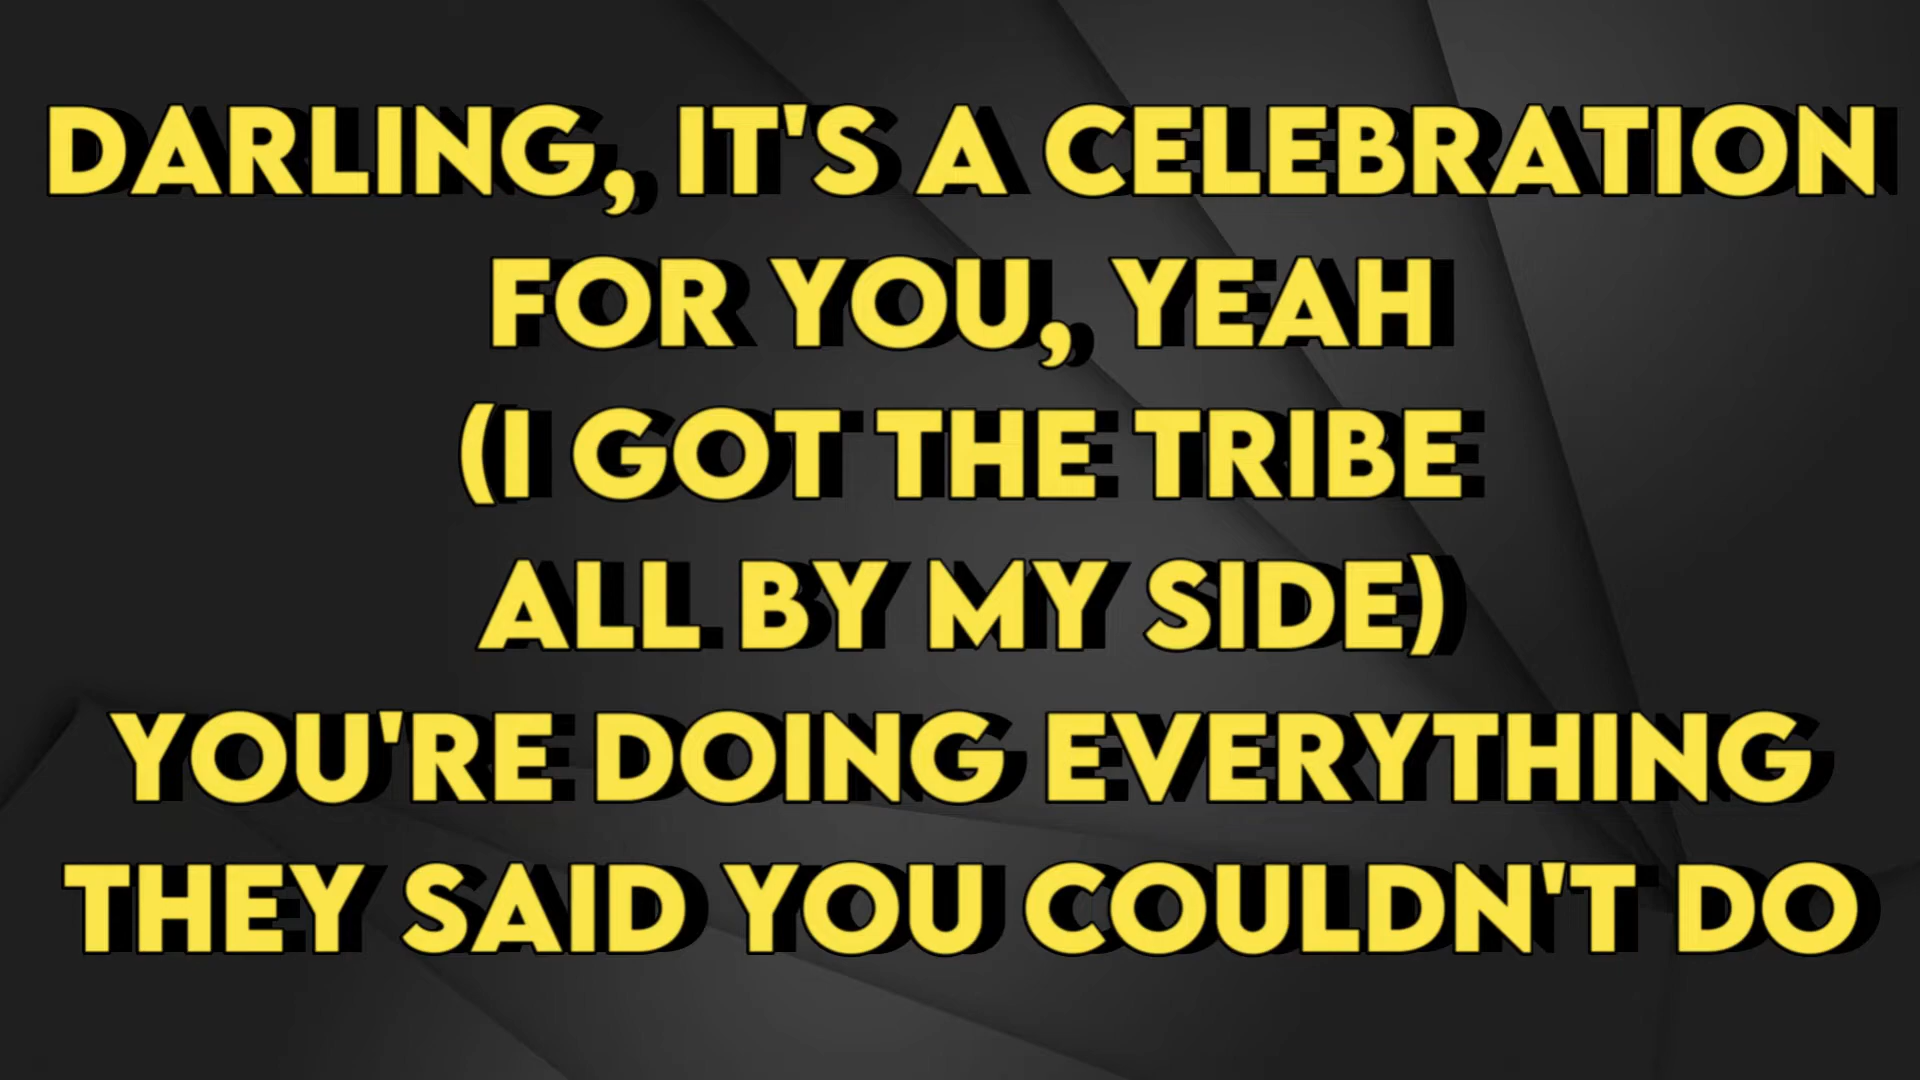 DARLING, IT'S A CELEBRATION
FOR YOU, YEAH
(I GOT THE TRIBE
ALL BY MY SIDE)
YOU'RE DOING EVERYTHING
THEY SAID YOU COULDN'T DO